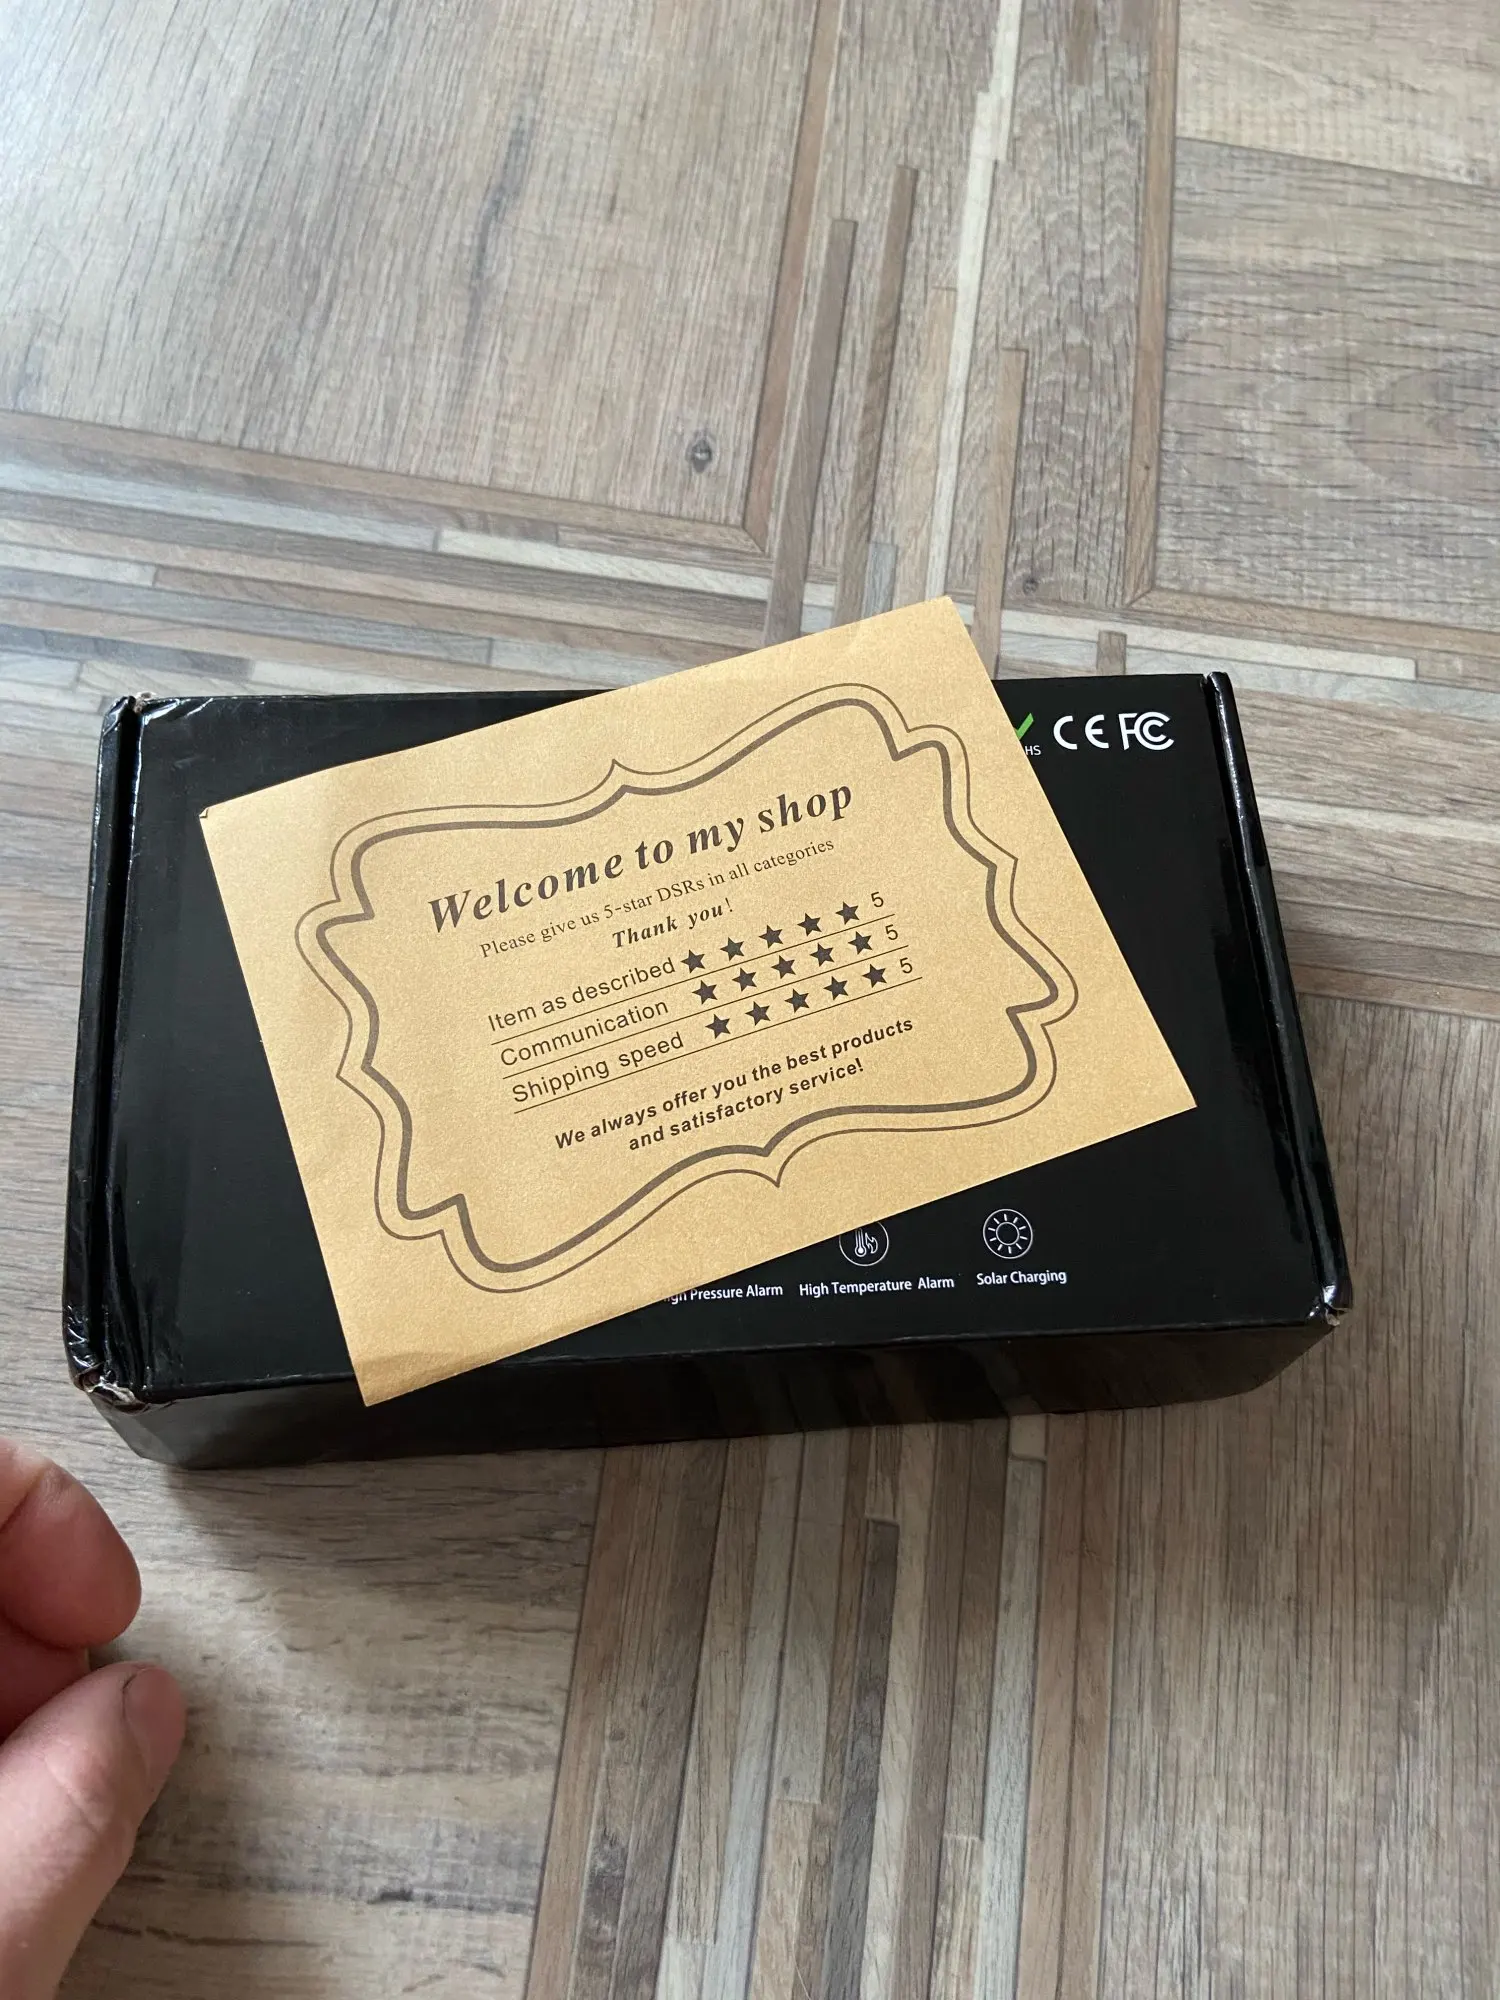 CE FC
Welcome to my shop
Please give us 5-star DSRs in all categories
Thank you!
Item as described ★ ★ ★ ★ ★ 5
Communication ★ ★ ★ ★ ★ 5
Shipping speed ★ ★ ★ ★ ★ 5
We always offer you the best products
and satisfactory service!
Pressure Alarm
High Temperature Alarm
Solar Charging